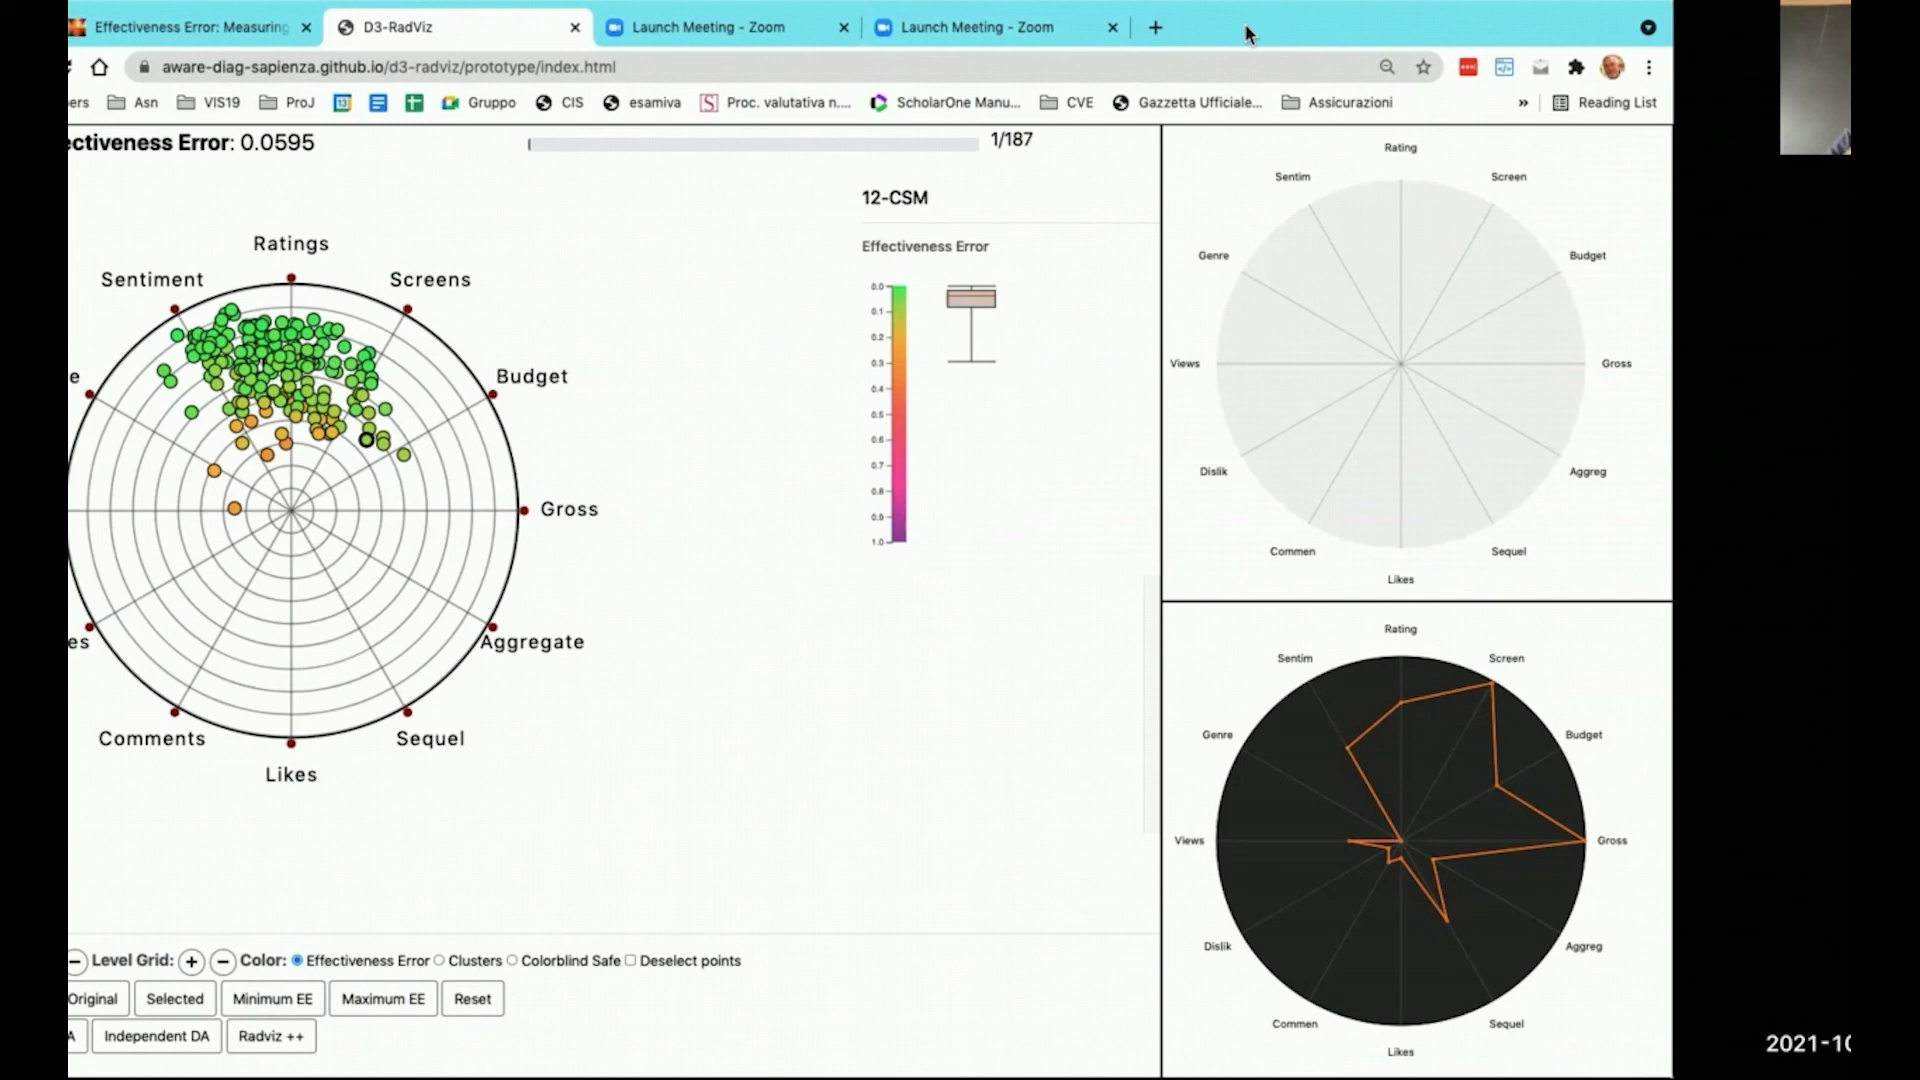 Effectiveness Error: Measuring
D3-RadViz
Launch Meeting - Zoom
Launch Meeting - Zoom
aware-diag-sapienza.github.io/d3-radviz/prototype/index.html
ers
Asn
VIS19
ProJ
Gruppo
CIS
esamiva
Proc. valutativa n....
ScholarOne Manu...
CVE
Gazzetta Ufficiale...
Assicurazioni
»
Reading List
ectiveness Error: 0.0595
1/187
12-CSM
Effectiveness Error
0.0
0.1
0.2
0.3
0.4
0.5
0.6
0.7
0.8
0.9
1.0
Ratings
Sentiment
Screens
e
Budget
Gross
es
Aggregate
Comments
Sequel
Likes
Rating
Sentim
Screen
Genre
Budget
Views
Gross
Dislik
Aggreg
Commen
Sequel
Likes
Rating
Sentim
Screen
Genre
Budget
Views
Gross
Dislik
Aggreg
Commen
Sequel
Likes
Level Grid: + − Color: Effectiveness Error Clusters Colorblind Safe Deselect points
Original Selected Minimum EE Maximum EE Reset
A Independent DA Radviz ++
2021-10